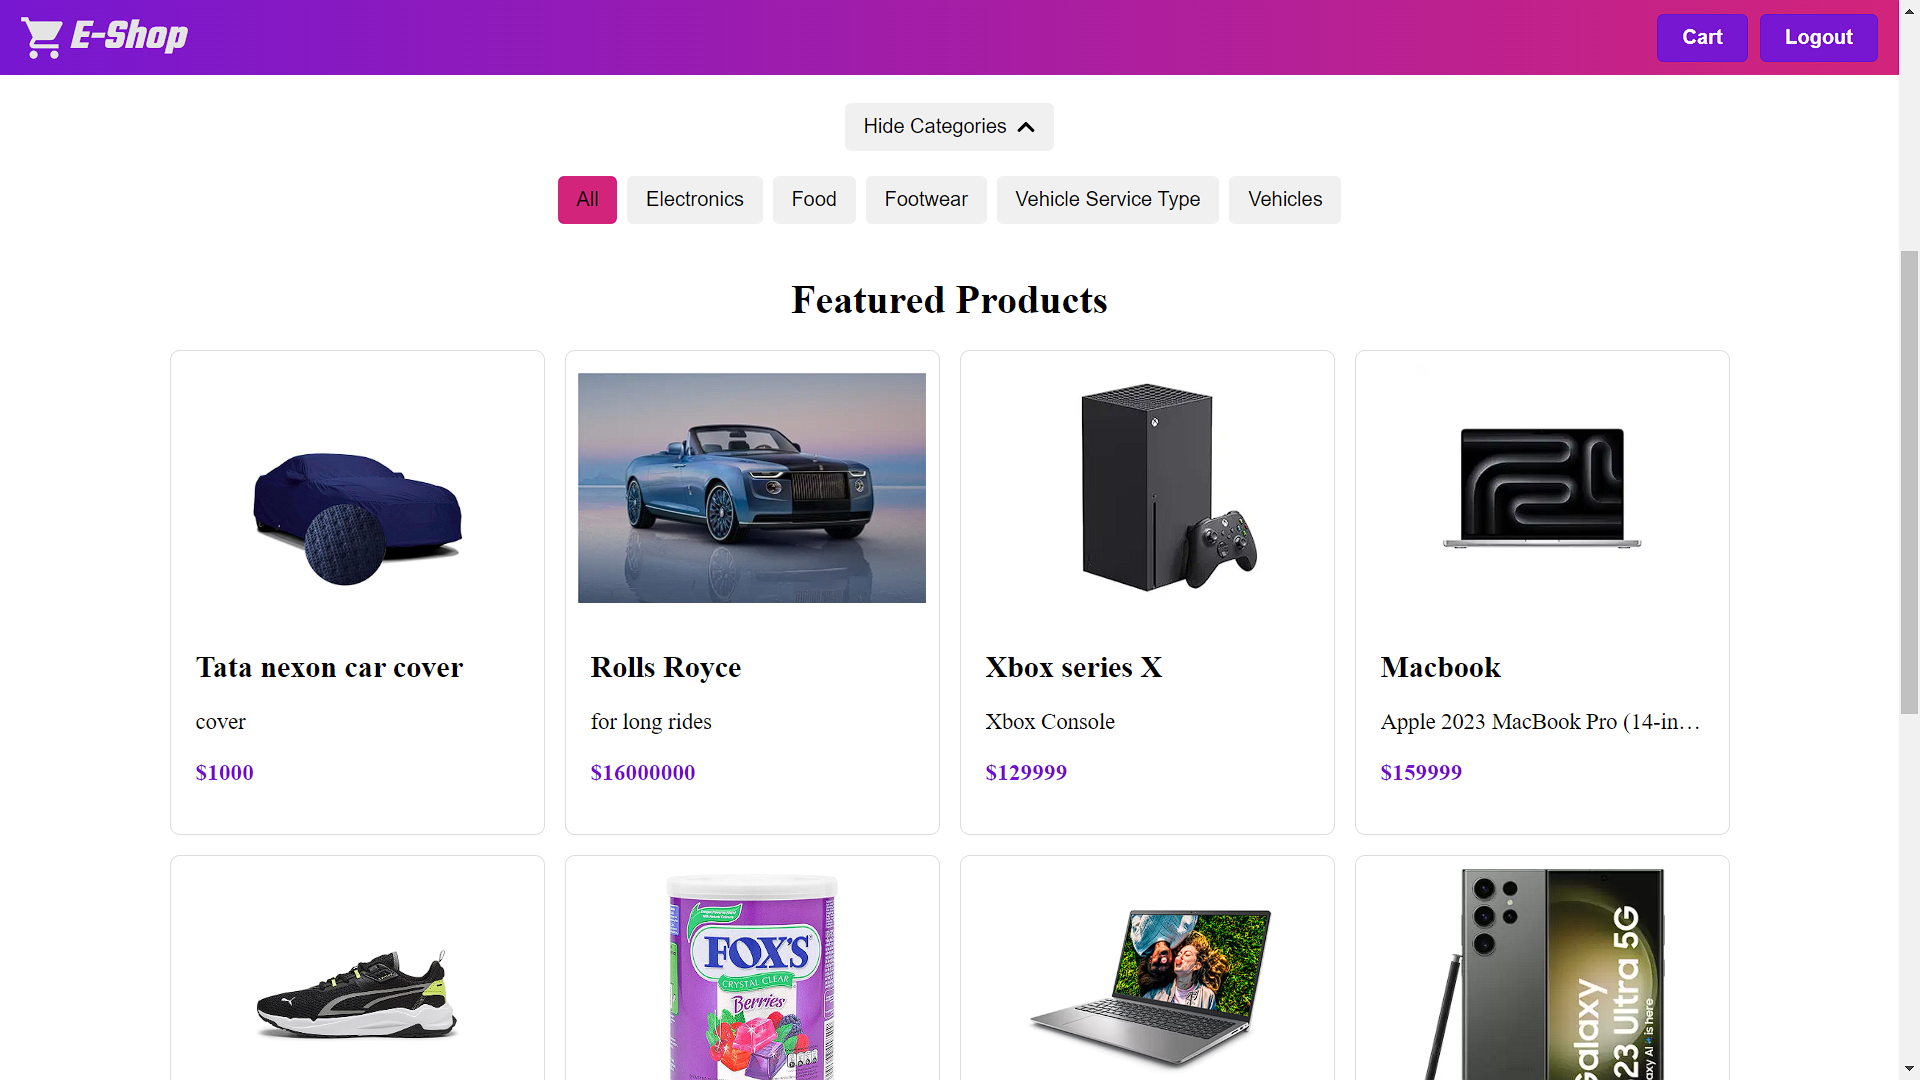 E-Shop
Cart
Logout
Hide Categories
All
Electronics
Food
Footwear
Vehicle Service Type
Vehicles
Featured Products
Tata nexon car cover
cover
$1000
Rolls Royce
for long rides
$16000000
Xbox series X
Xbox Console
$129999
Macbook
Apple 2023 MacBook Pro (14-in…
$159999
FOX'S
CRYSTAL CLEAR
Berries
Galaxy
23 Ultra 5G
axy AI is here